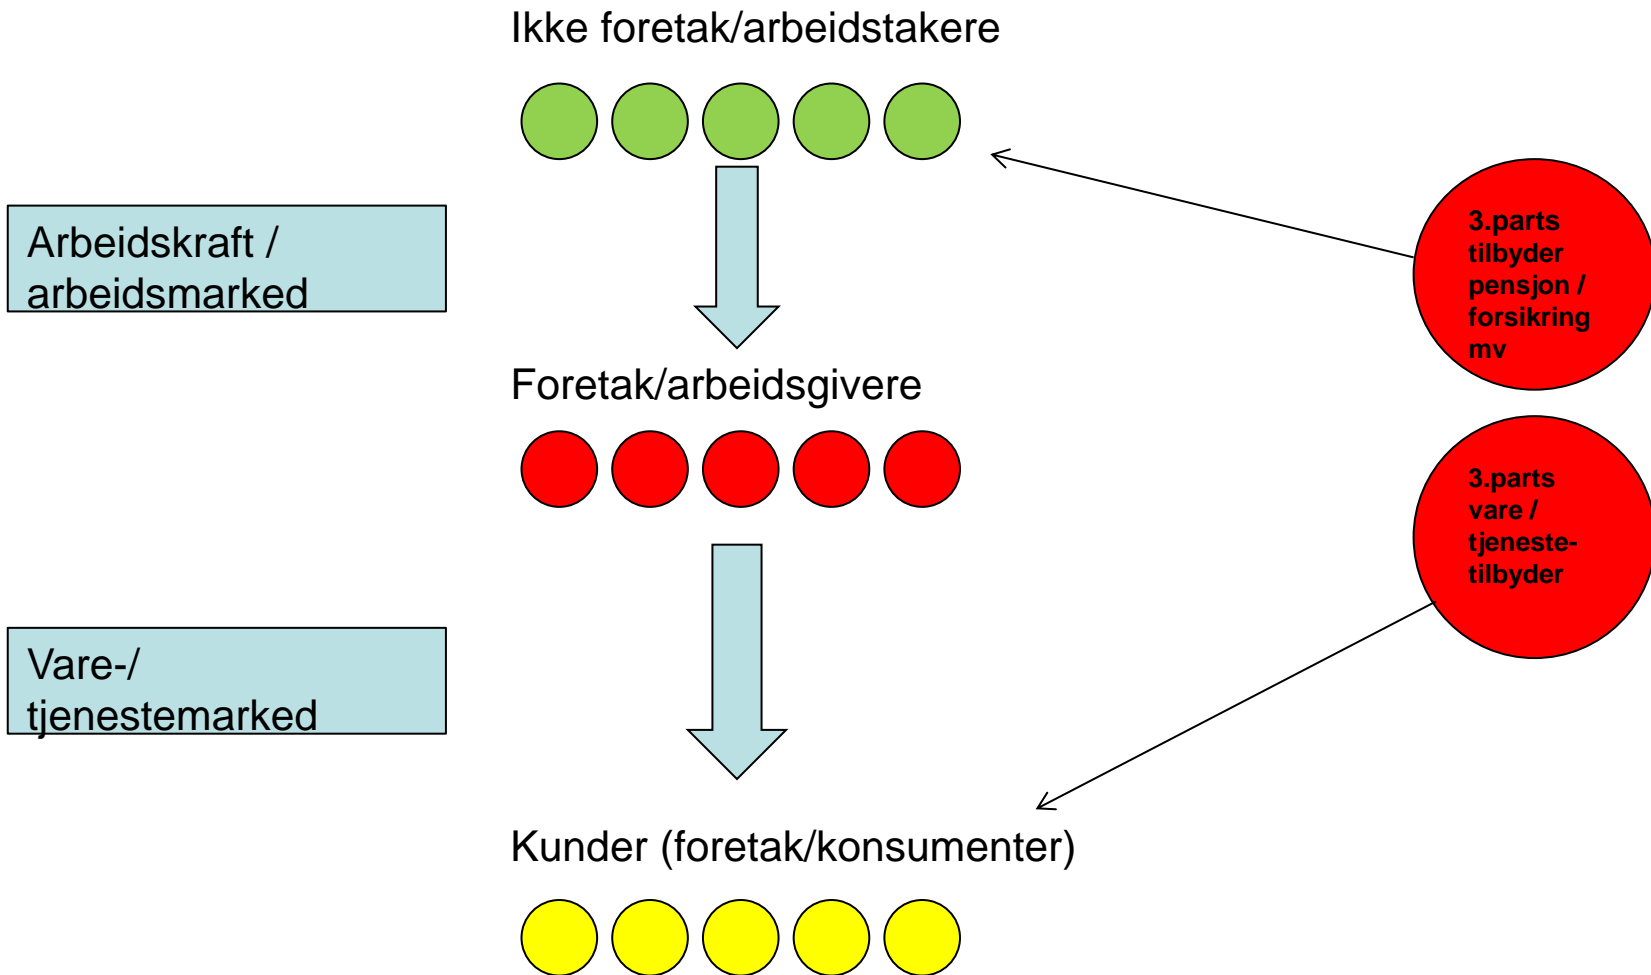 Ikke foretak/arbeidstakere
Arbeidskraft /
arbeidsmarked
3.parts
tilbyder
pensjon /
forsikring
mv
Foretak/arbeidsgivere
3.parts
vare /
tjeneste-
tilbyder
Vare-/
tjenestemarked
Kunder (foretak/konsumenter)